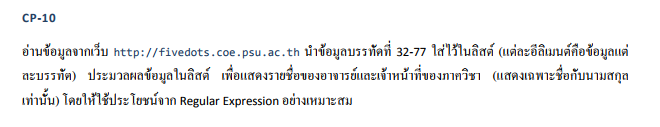 CP-10
อ่านข้อมูลจากเว็บ http://fivedots.coe.psu.ac.th นำข้อมูลบรรทัดที่ 32-77 ใส่ไว้ในลิสต์ (แต่ละอีลิเมนต์คือข้อมูลแต่
ละบรรทัด) ประมวลผลข้อมูลในลิสต์ เพื่อแสดงรายชื่อของอาจารย์และเจ้าหน้าที่ของภาควิชา (แสดงเฉพาะชื่อกับนามสกุล
เท่านั้น) โดยให้ใช้ประโยชน์จาก Regular Expression อย่างเหมาะสม